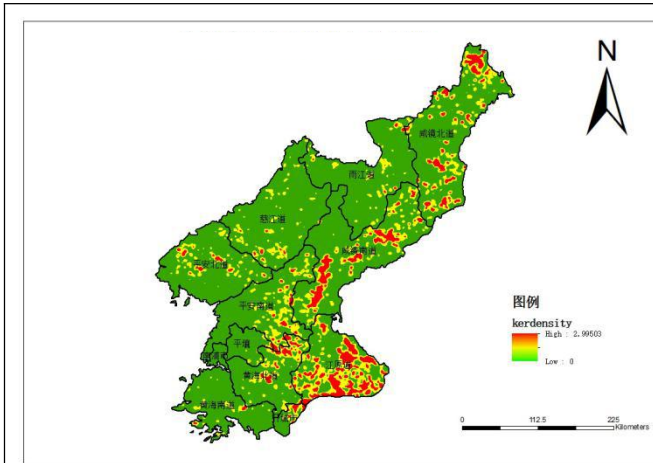 N
咸镜北道
两江道
慈江道
咸镜南道
平安北道
平安南道
平壤
江原道
黄海北道
黄海南道
图例
kerdensity
High : 2.99503
Low : 0
0 112.5 225
Kilometers